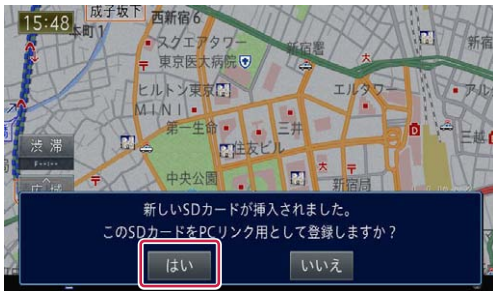 15:48
成子坂下
西新宿6
本町1
スクエアタワー
東京医大病院
新宿署
新宿
ヒルトン東京
MINI
エルタワー
アル
第一生命
三井
住友ビル
三越
渋滞
中央公園
新宿局
広域
新しいSDカードが挿入されました。
このSDカードをPCリンク用として登録しますか？
はい
いいえ